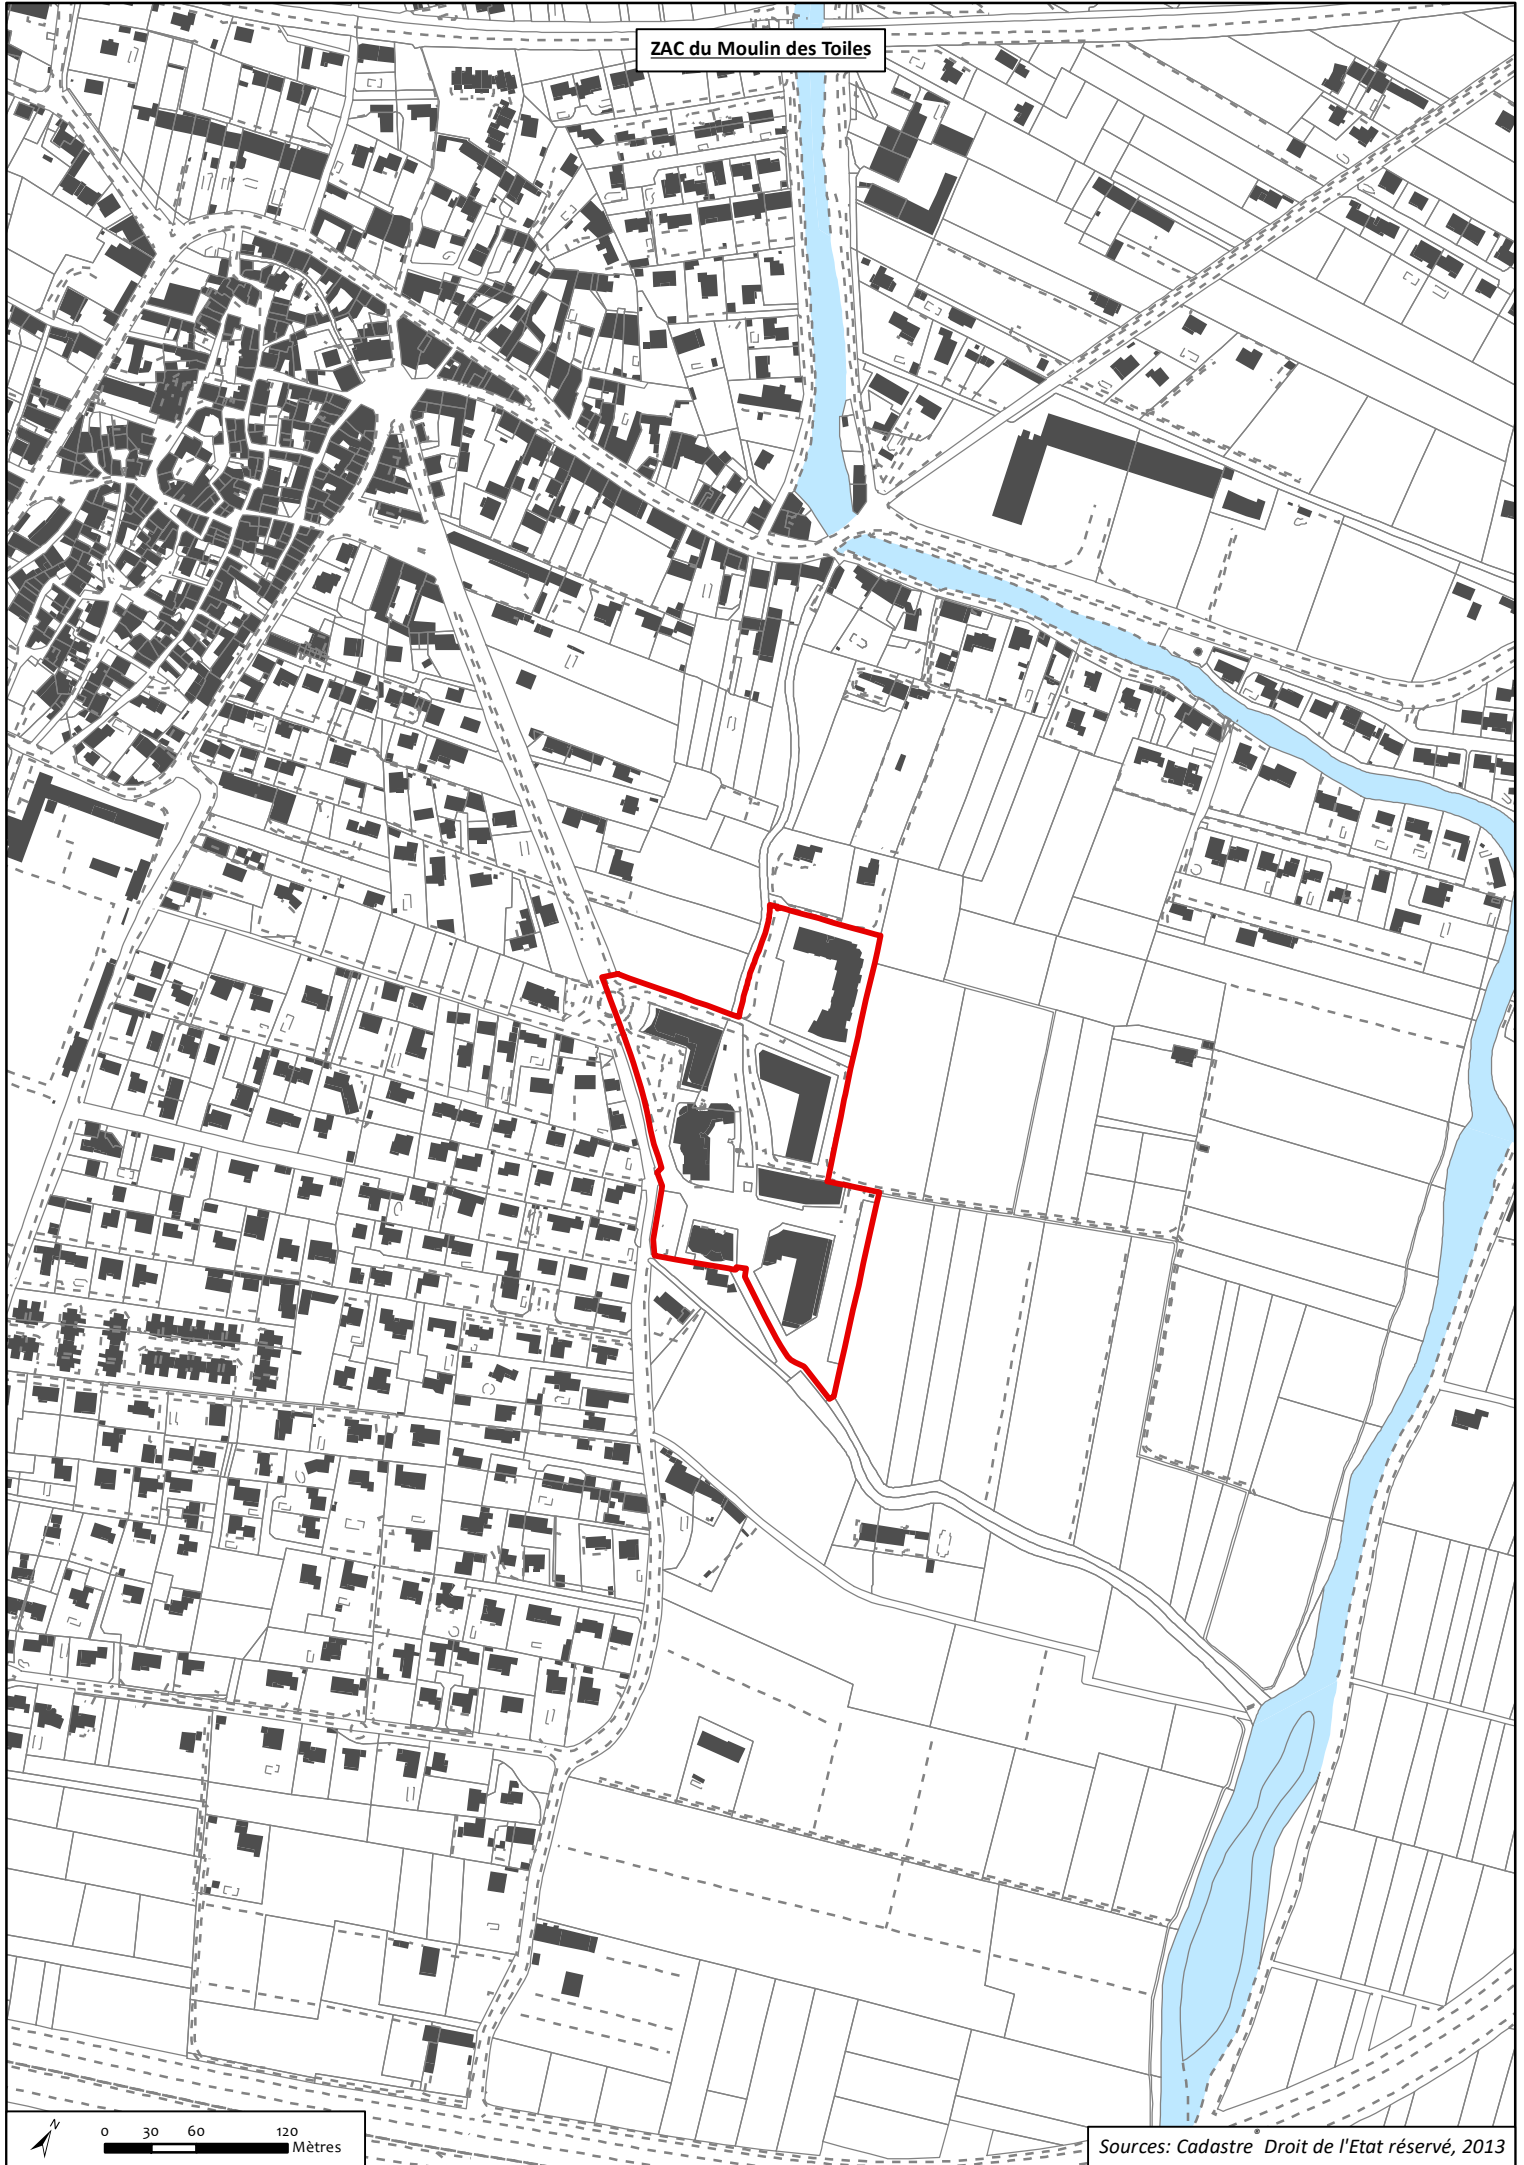 ZAC du Moulin des Toiles
N
0 30 60 120
Mètres
Sources: Cadastre® Droit de l'Etat réservé, 2013